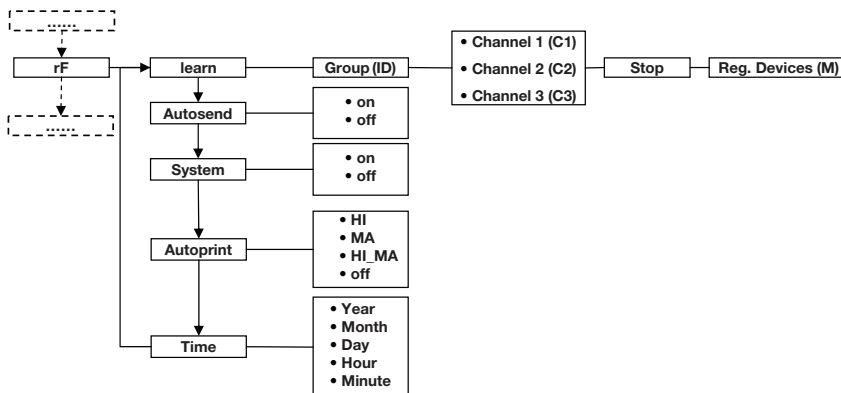 ......
rF
......
learn
Group (ID)
• Channel 1 (C1)
• Channel 2 (C2)
• Channel 3 (C3)
Stop
Reg. Devices (M)
Autosend
• on
• off
System
• on
• off
Autoprint
• HI
• MA
• HI_MA
• off
Time
• Year
• Month
• Day
• Hour
• Minute